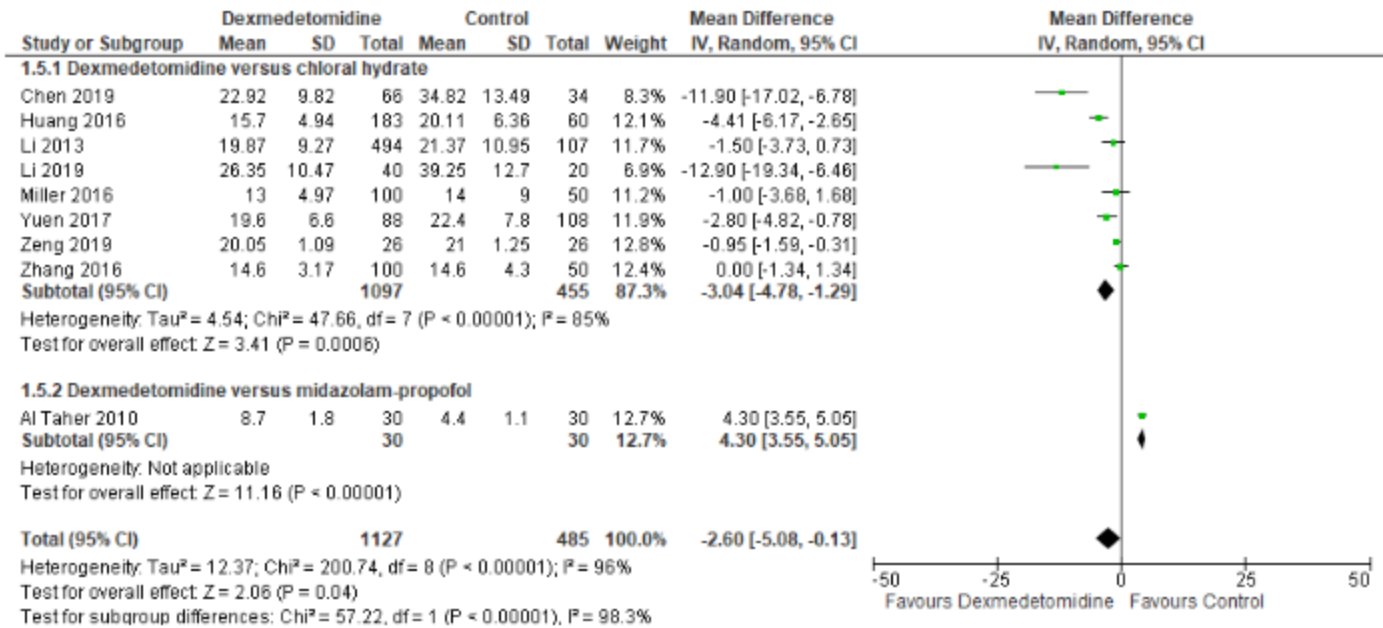 Dexmedetomidine Control Mean Difference Mean Difference
Study or Subgroup Mean SD Total Mean SD Total Weight IV, Random, 95% CI IV, Random, 95% CI
1.5.1 Dexmedetomidine versus chloral hydrate
Chen 2019 22.92 9.82 66 34.82 13.49 34 8.3% -11.90 [-17.02, -6.78]
Huang 2016 15.7 4.94 183 20.11 6.36 60 12.1% -4.41 [-6.17, -2.65]
Li 2013 19.87 9.27 494 21.37 10.95 107 11.7% -1.50 [-3.73, 0.73]
Li 2019 26.35 10.47 40 39.25 12.7 20 6.9% -12.90 [-19.34, -6.46]
Miller 2016 13 4.97 100 14 9 50 11.2% -1.00 [-3.68, 1.68]
Yuen 2017 19.6 6.6 88 22.4 7.8 108 11.9% -2.80 [-4.82, -0.78]
Zeng 2019 20.05 1.09 26 21 1.25 26 12.8% -0.95 [-1.59, -0.31]
Zhang 2016 14.6 3.17 100 14.6 4.3 50 12.4% 0.00 [-1.34, 1.34]
Subtotal (95% CI) 1097 455 87.3% -3.04 [-4.78, -1.29]
Heterogeneity: Tau² = 4.54; Chi² = 47.66, df = 7 (P < 0.00001); I² = 85%
Test for overall effect: Z = 3.41 (P = 0.0006)
1.5.2 Dexmedetomidine versus midazolam-propofol
Al Taher 2010 8.7 1.8 30 4.4 1.1 30 12.7% 4.30 [3.55, 5.05]
Subtotal (95% CI) 30 30 12.7% 4.30 [3.55, 5.05]
Heterogeneity: Not applicable
Test for overall effect: Z = 11.16 (P < 0.00001)
Total (95% CI) 1127 485 100.0% -2.60 [-5.08, -0.13]
Heterogeneity: Tau² = 12.37; Chi² = 200.74, df = 8 (P < 0.00001); I² = 96%
Test for overall effect: Z = 2.06 (P = 0.04)
Test for subgroup differences: Chi² = 57.22, df = 1 (P < 0.00001), I² = 98.3%
-50 -25 0 25 50
Favours Dexmedetomidine Favours Control